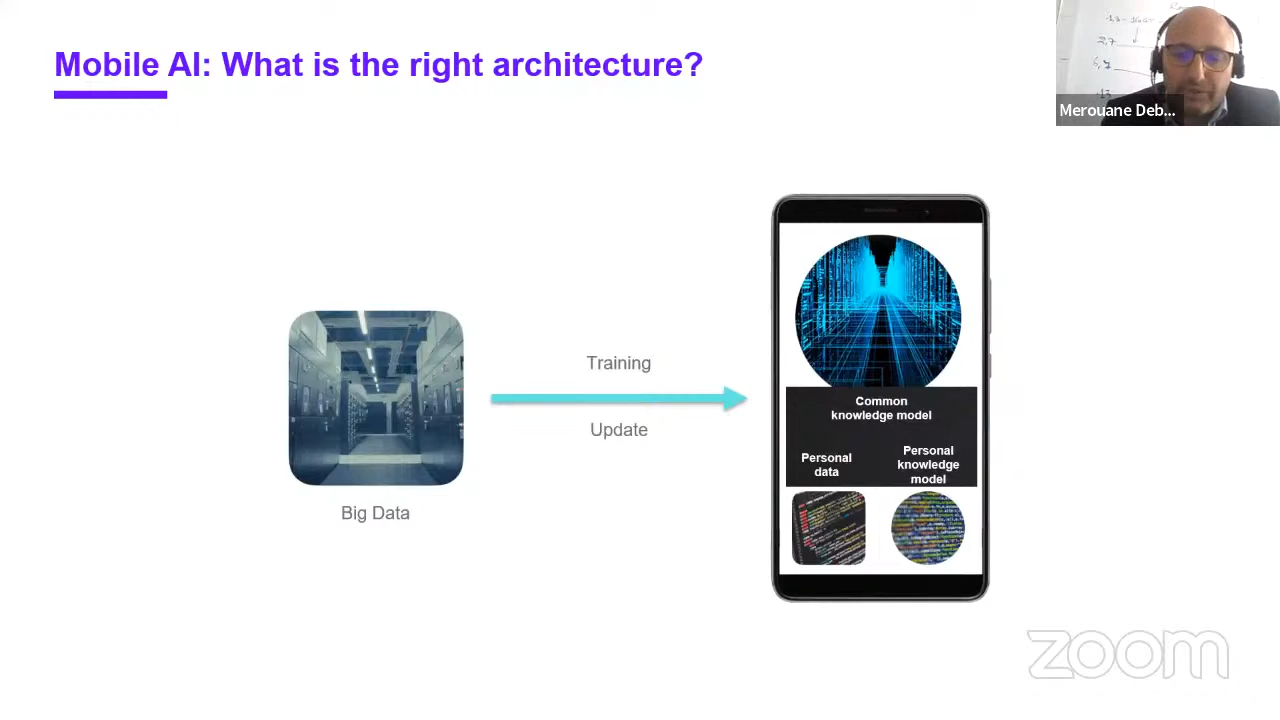 Mobile AI: What is the right architecture?
Merouane Deb...
Training
Update
Big Data
Common
knowledge model
Personal
data
Personal
knowledge
model
zoom